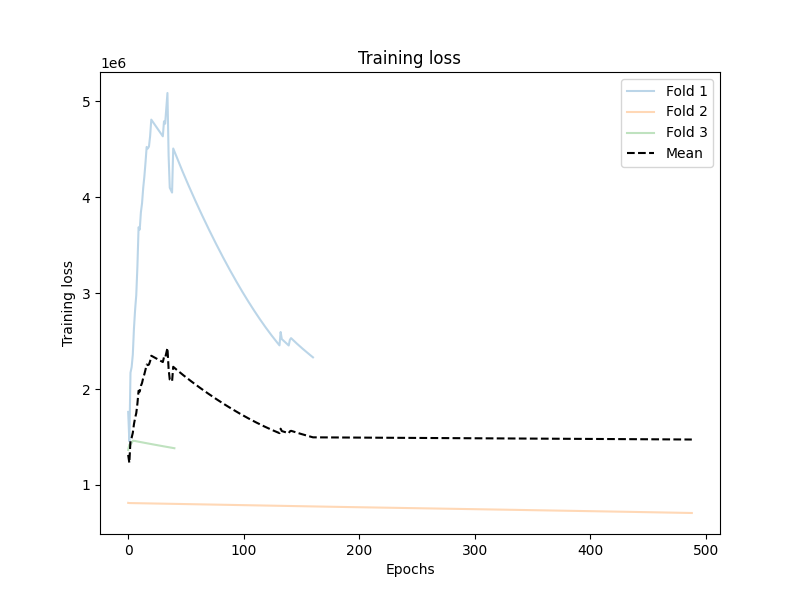 Training loss
1e6
5
4
3
2
1
Training loss
Fold 1
Fold 2
Fold 3
Mean
0
100
200
300
400
500
Epochs